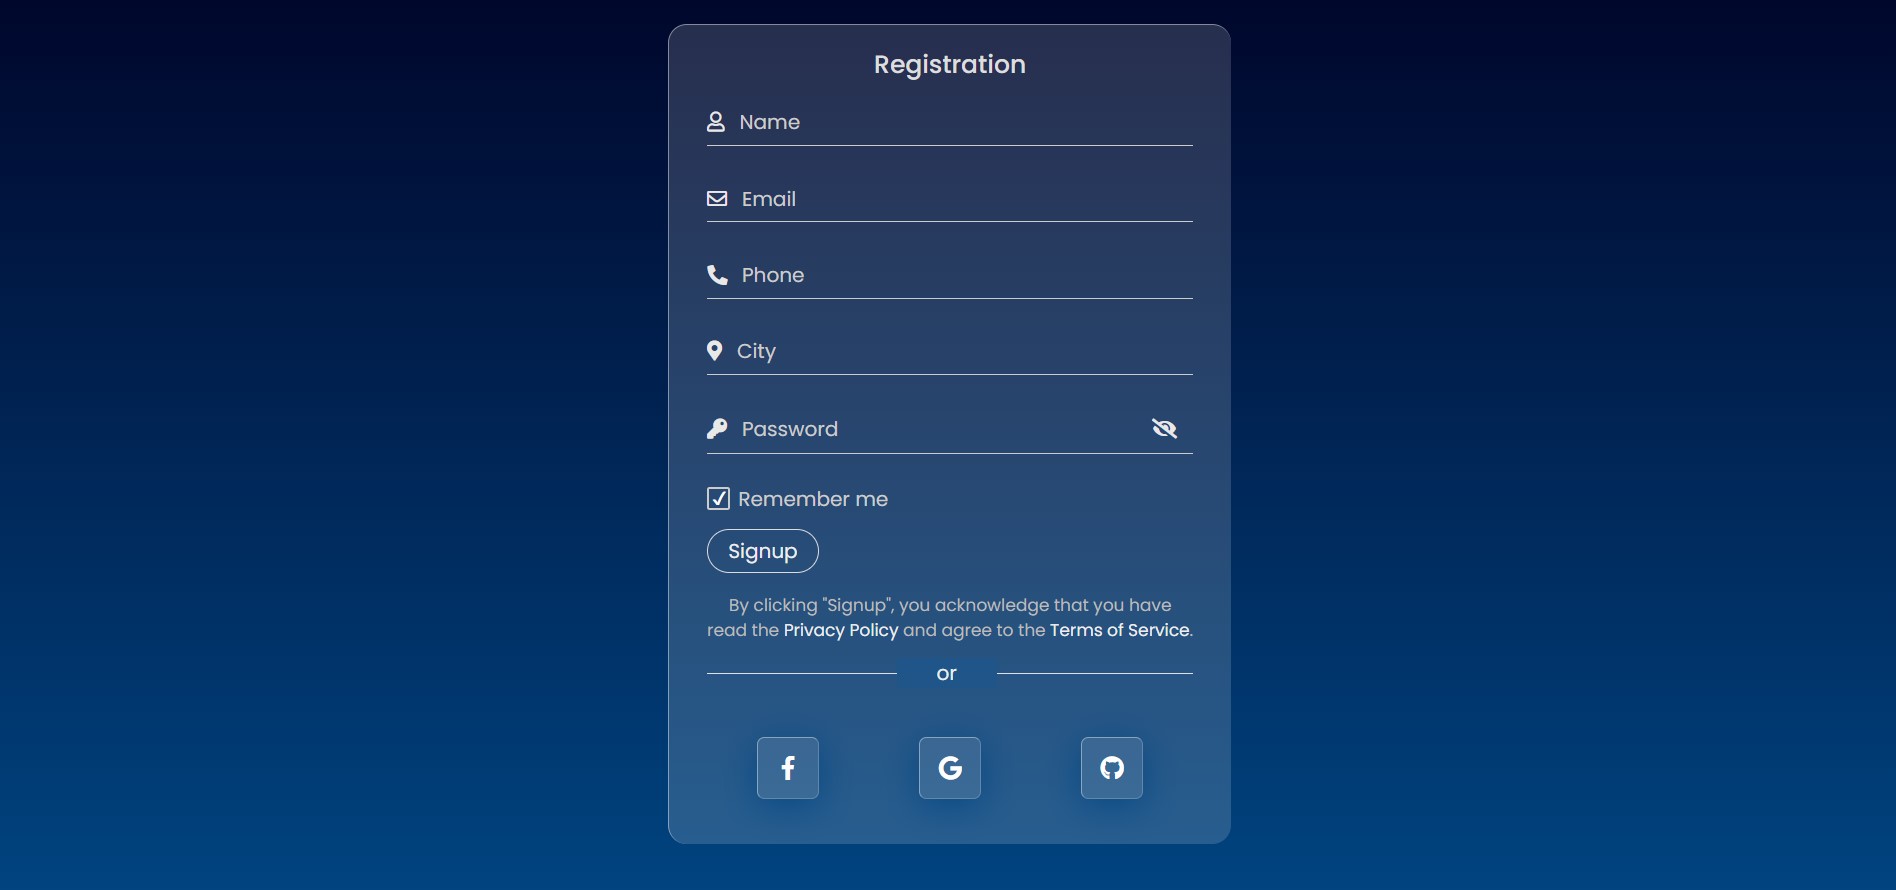 Registration
Name
Email
Phone
City
Password
Remember me
Signup
By clicking "Signup", you acknowledge that you have
read the Privacy Policy and agree to the Terms of Service.
or